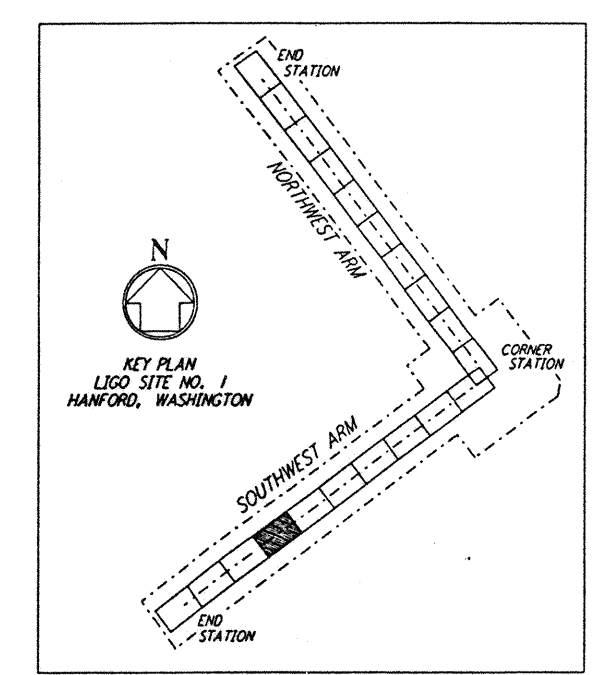 END
STATION
NORTHWEST ARM
N
KEY PLAN
LIGO SITE NO. 1
HANFORD, WASHINGTON
CORNER
STATION
SOUTHWEST ARM
END
STATION